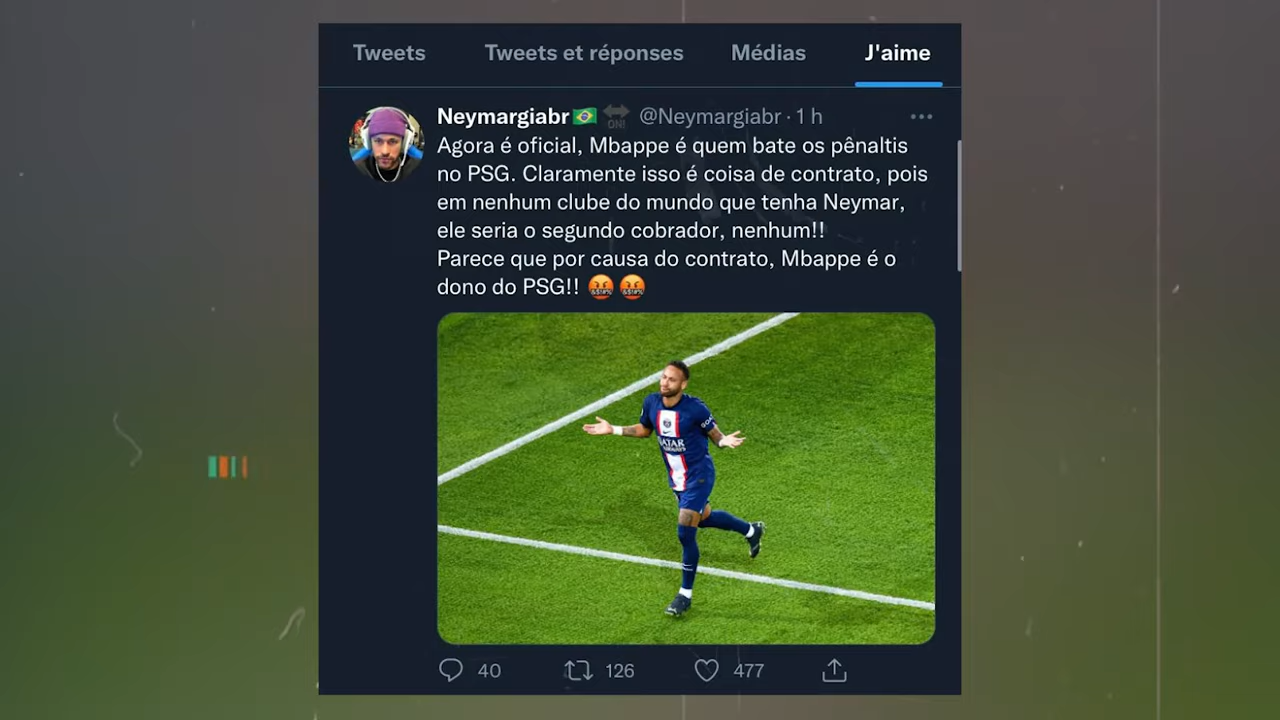 Tweets Tweets et réponses Médias J'aime
Neymargiabr🇧🇷 🔛 @Neymargiabr · 1 h
Agora é oficial, Mbappe é quem bate os pênaltis
no PSG. Claramente isso é coisa de contrato, pois
em nenhum clube do mundo que tenha Neymar,
ele seria o segundo cobrador, nenhum!!
Parece que por causa do contrato, Mbappe é o
dono do PSG!! 🤬 🤬
QATAR
AIRWAYS
40 126 477